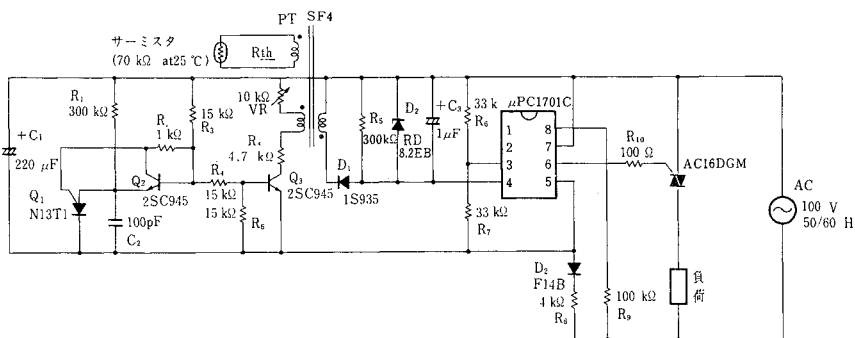 PT SF4
サーミスタ
(70 kΩ at25 ℃)
Rth
R₁
300 kΩ
+C₁
220 μF
R.
1 kΩ
15 kΩ
R₃
10 kΩ
VR
R₄
4.7 kΩ
R₄
15 kΩ
15 kΩ
R₆
Q₁
N13T1
Q₂
2SC945
100pF
C₂
Q₃
2SC945
D₁
1S935
R₅
300kΩ
D₂
RD
8.2EB
+C₃
1μF
33 k
R₆
33 kΩ
R₇
μPC1701C
1
2
3
4
8
7
6
5
R₁₀
100 Ω
AC16DGM
AC
100 V
50/60 H
D₂
F14B
4 kΩ
R₈
100 kΩ
R₉
負荷